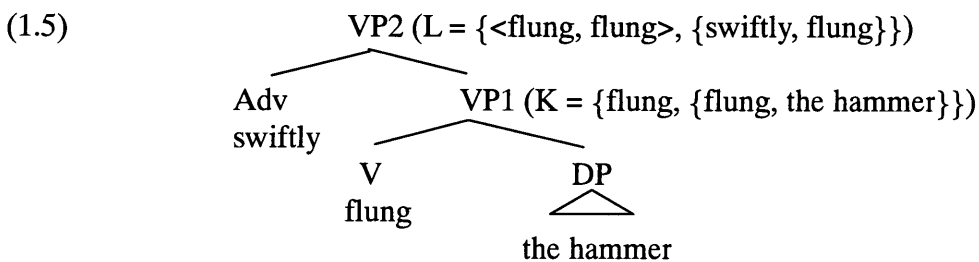 (1.5) VP2 (L = {<flung, flung>, {swiftly, flung}})
Adv VP1 (K = {flung, {flung, the hammer}})
swiftly
V DP
flung
the hammer